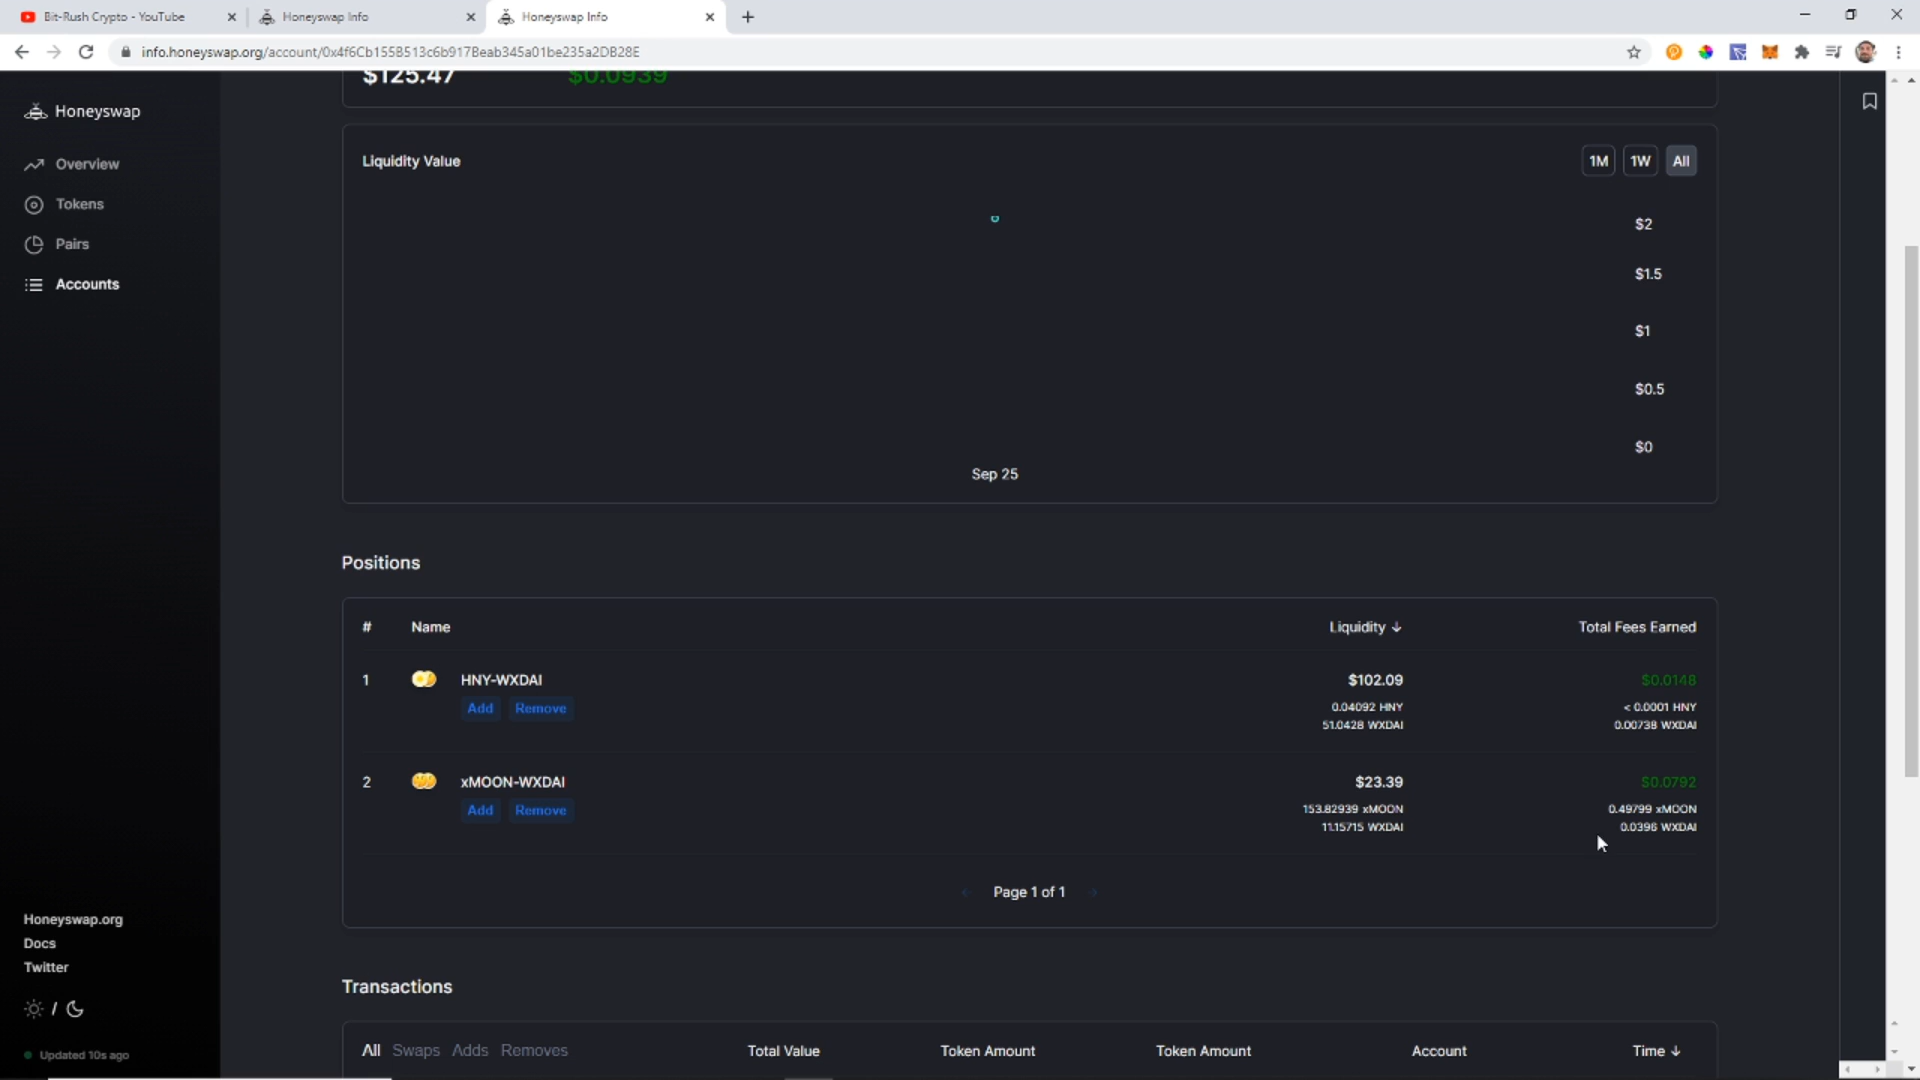 Bit-Rush Crypto - YouTube
Honeyswap Info
Honeyswap Info
info.honeyswap.org/account/0x4f6Cb155B513c6b917Beab345a01be235a2DB28E
Honeyswap
Overview
Tokens
Pairs
Accounts
$125.47 $0.0939
Liquidity Value
1M 1W All
$2
$1.5
$1
$0.5
$0
Sep 25
Positions
# Name Liquidity ↓ Total Fees Earned
1 HNY-WXDAI $102.09 $0.0148
Add Remove 0.04092 HNY < 0.0001 HNY
51.0428 WXDAI 0.00738 WXDAI
2 xMOON-WXDAI $23.39 $0.0792
Add Remove 153.82939 xMOON 0.49799 xMOON
11.15715 WXDAI 0.0396 WXDAI
← Page 1 of 1 →
Transactions
All Swaps Adds Removes Total Value Token Amount Token Amount Account Time ↓
Honeyswap.org
Docs
Twitter
/
Updated 10s ago